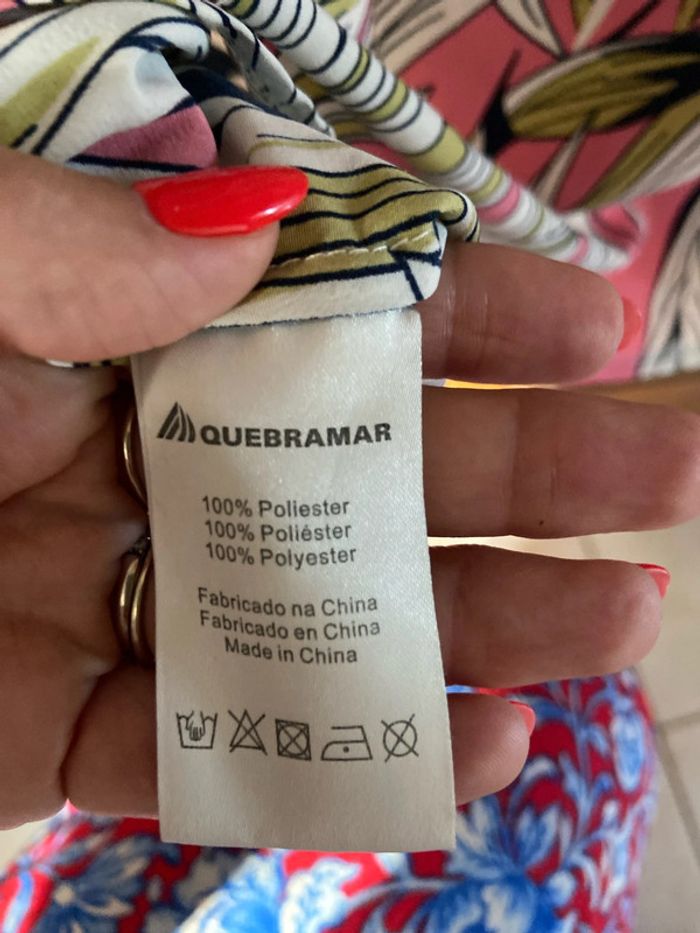 QUEBRAMAR
100% Poliester
100% Poliéster
100% Polyester
Fabricado na China
Fabricado en China
Made in China